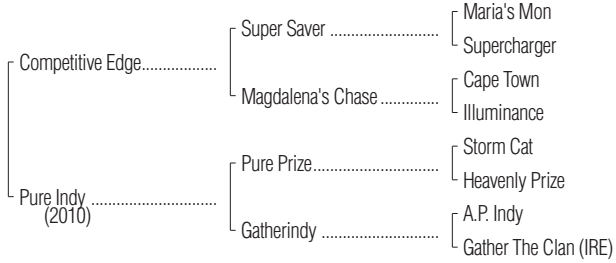 Maria's Mon
Super Saver ......................
Supercharger
Competitive Edge...................
Cape Town
Magdalena's Chase ..............
Illuminance
Storm Cat
Pure Prize.........................
Heavenly Prize
Pure Indy ...............................
(2010)
A.P. Indy
Gatherindy ........................
Gather The Clan (IRE)